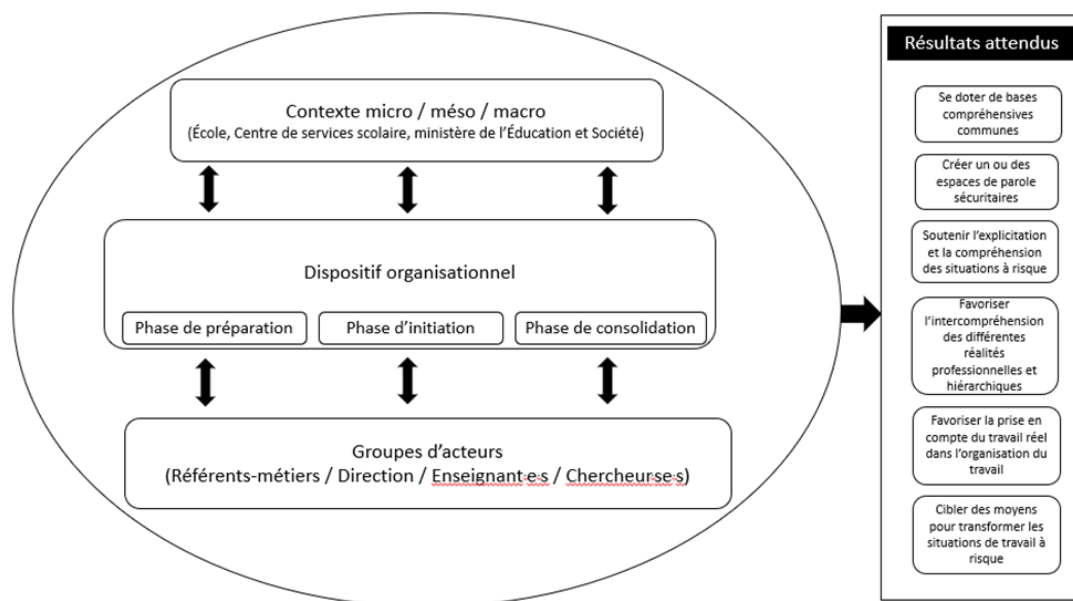 Contexte micro / méso / macro
(École, Centre de services scolaire, ministère de l'Éducation et Société)
Dispositif organisationnel
Phase de préparation
Phase d'initiation
Phase de consolidation
Groupes d'acteurs
(Référents-métiers / Direction / Enseignant·e·s / Chercheur·se·s)
Résultats attendus
Se doter de bases
compréhensives
communes
Créer un ou des
espaces de parole
sécuritaires
Soutenir l'explicitation
et la compréhension
des situations à risque
Favoriser
l'intercompréhension
des différentes
réalités
professionnelles et
hiérarchiques
Favoriser la prise en
compte du travail réel
dans l'organisation du
travail
Cibler des moyens
pour transformer les
situations de travail à
risque